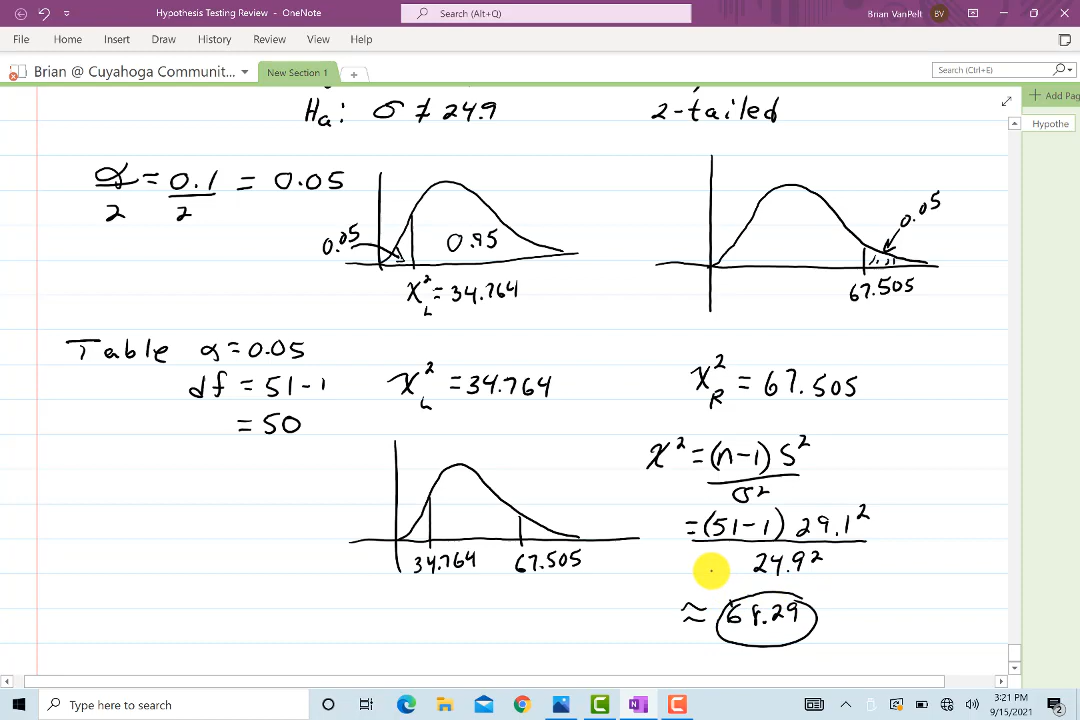 Hypothesis Testing Review - OneNote
Search (Alt+Q)
Brian VanPelt
BV
File Home Insert Draw History Review View Help
Brian @ Cuyahoga Communit...
New Section 1
Search (Ctrl+E)
Add Pag
Hypothe
Ha: σ ≠ 24.9
2-tailed
α/2 = 0.1/2 = 0.05
0.05
0.95
χ²L = 34.764
0.05
67.505
Table α = 0.05
df = 51-1
= 50
χ²L = 34.764
χ²R = 67.505
34.764
67.505
χ² = (n-1) S² / σ²
= (51-1) 29.1² / 24.9²
≈ 68.29
Type here to search
3:21 PM
9/15/2021
2